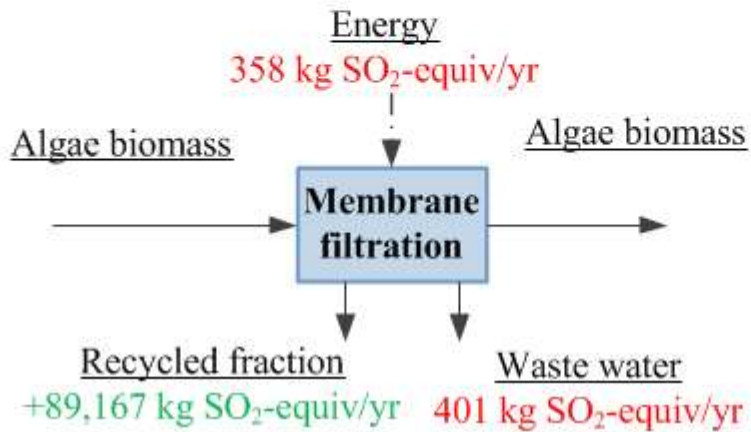 Energy
358 kg SO₂-equiv/yr
Algae biomass
Algae biomass
Membrane
filtration
Recycled fraction
+89,167 kg SO₂-equiv/yr
Waste water
401 kg SO₂-equiv/yr